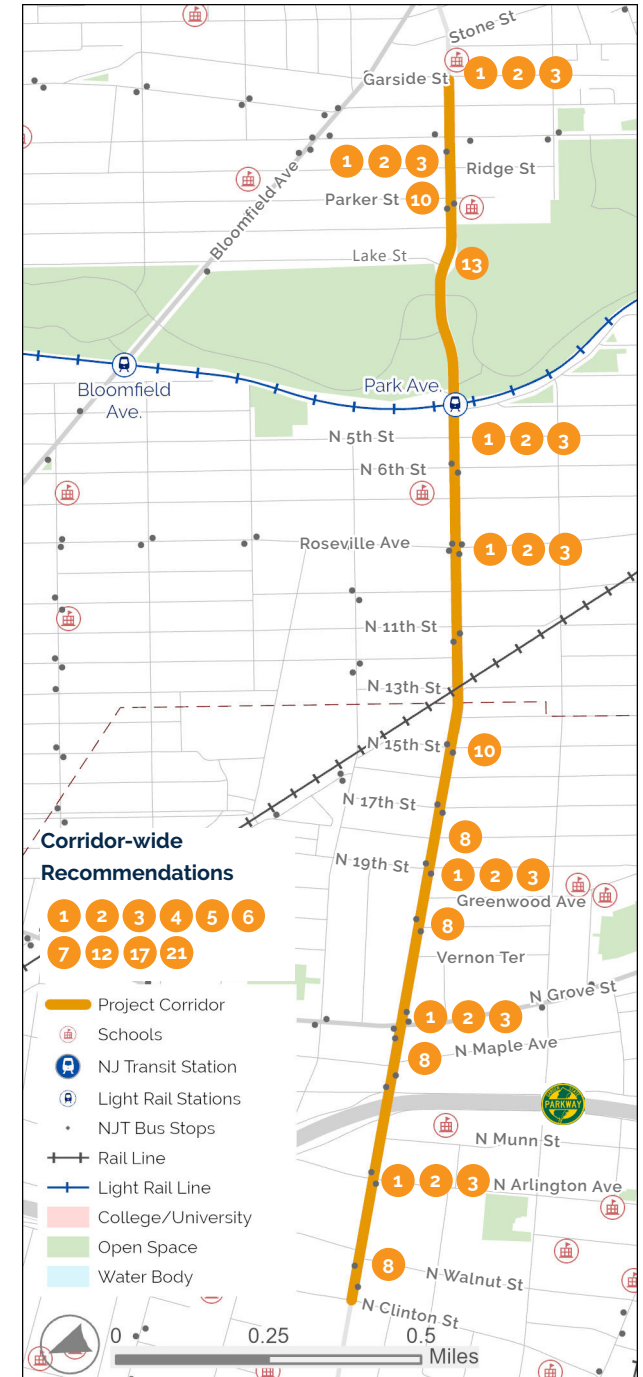 Stone St
Garside St
1 2 3
1 2 3
Ridge St
Parker St
10
Lake St
13
Bloomfield Ave
Bloomfield
Ave.
Park Ave.
N 5th St
1 2 3
N 6th St
Roseville Ave
1 2 3
N 11th St
N 13th St
N 15th St
10
N 17th St
8
N 19th St
1 2 3
Greenwood Ave
8
Vernon Ter
N Grove St
1 2 3
N Maple Ave
8
PARKWAY
N Munn St
1 2 3
N Arlington Ave
8
N Walnut St
N Clinton St
Corridor-wide
Recommendations
1 2 3 4 5 6
7 12 17 21
Project Corridor
Schools
NJ Transit Station
Light Rail Stations
NJT Bus Stops
Rail Line
Light Rail Line
College/University
Open Space
Water Body
0 0.25 0.5
Miles